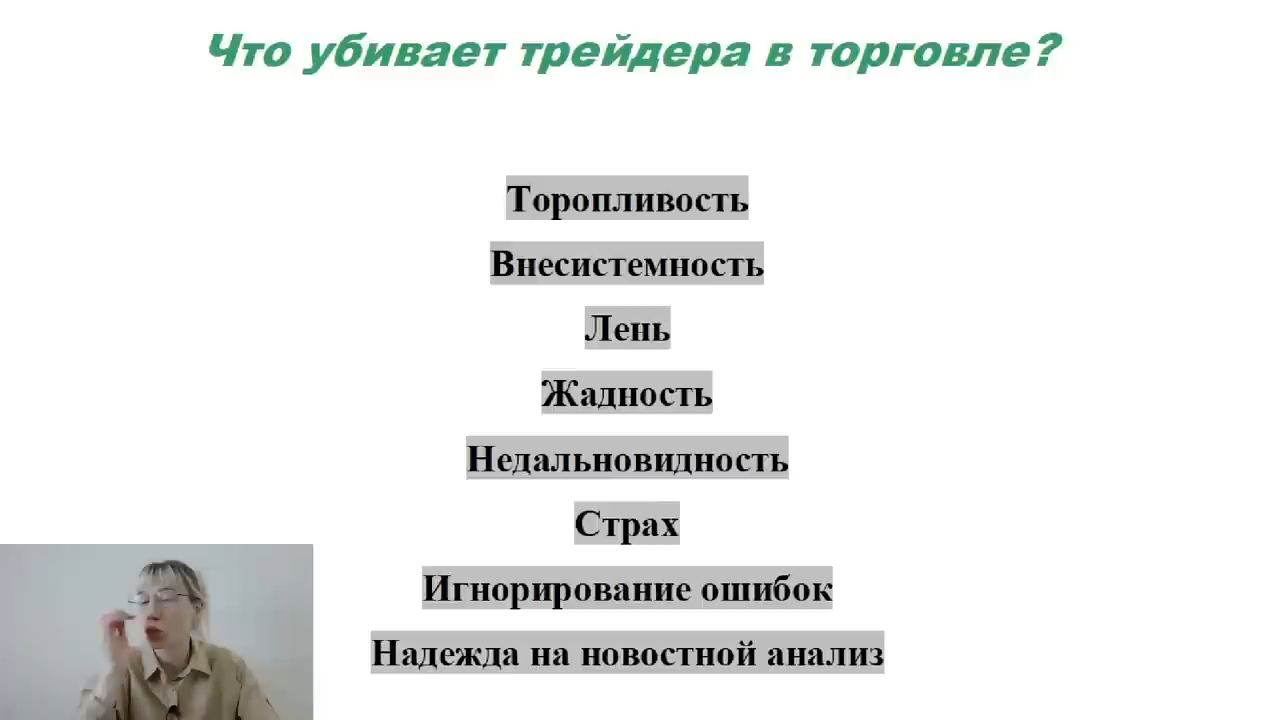 Что убивает трейдера в торговле?
Торопливость
Внесистемность
Лень
Жадность
Недальновидность
Страх
Игнорирование ошибок
Надежда на новостной анализ